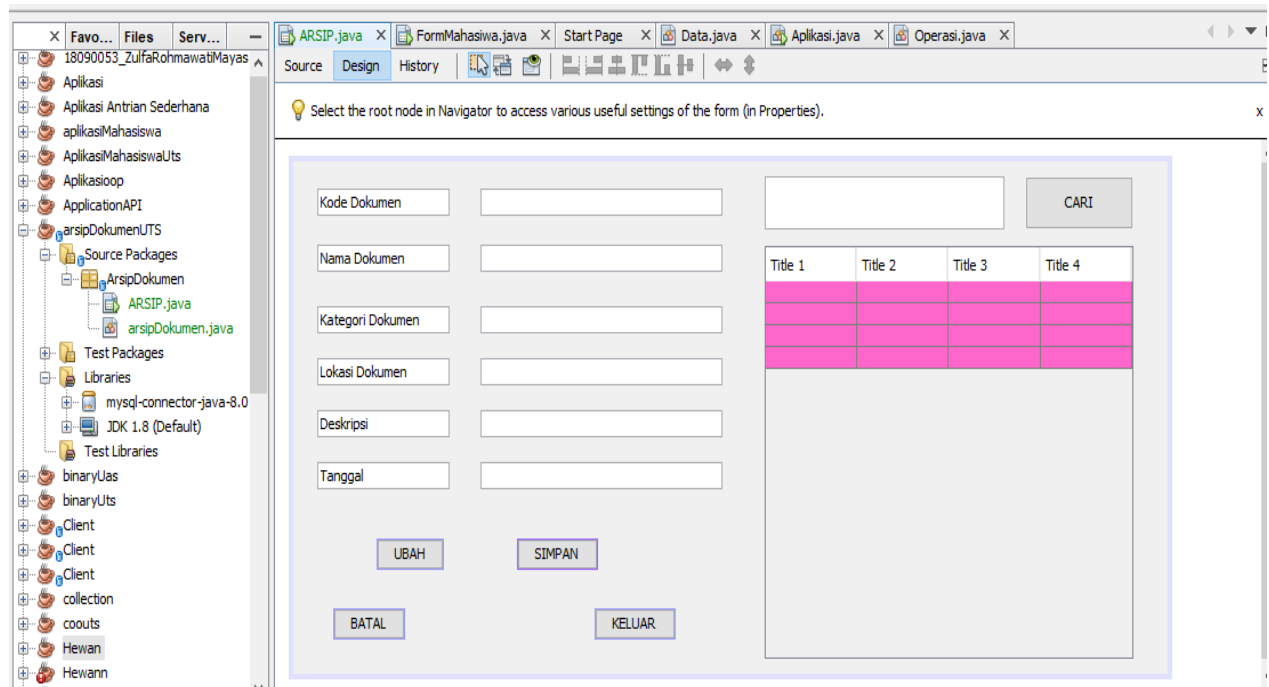 Favo... Files Serv...
18090053_ZulfaRohmawatiMayas
Aplikasi
Aplikasi Antrian Sederhana
aplikasiMahasiswa
AplikasiMahasiswaUts
Aplikasioop
ApplicationAPI
arsipDokumenUTS
Source Packages
ArsipDokumen
ARSIP.java
arsipDokumen.java
Test Packages
Libraries
mysql-connector-java-8.0
JDK 1.8 (Default)
Test Libraries
binaryUas
binaryUts
Client
Client
Client
collection
coouts
Hewan
Hewann
ARSIP.java FormMahasiwa.java Start Page Data.java Aplikasi.java Operasi.java
Source Design History
Select the root node in Navigator to access various useful settings of the form (in Properties).
Kode Dokumen
Nama Dokumen
Kategori Dokumen
Lokasi Dokumen
Deskripsi
Tanggal
UBAH SIMPAN
BATAL KELUAR
CARI
Title 1 Title 2 Title 3 Title 4